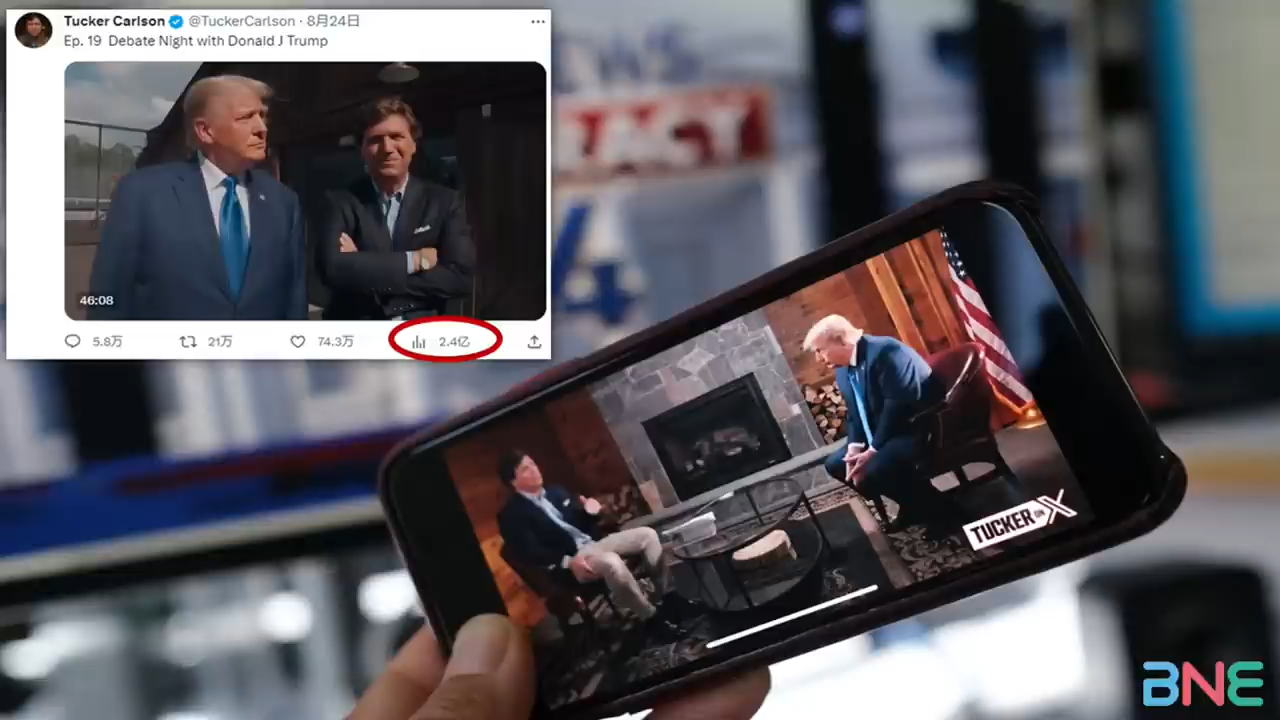 Tucker Carlson @TuckerCarlson · 8月24日
Ep. 19 Debate Night with Donald J Trump
46:08
5.8万 21万 74.3万 2.4亿
TUCKER ON X
BNE